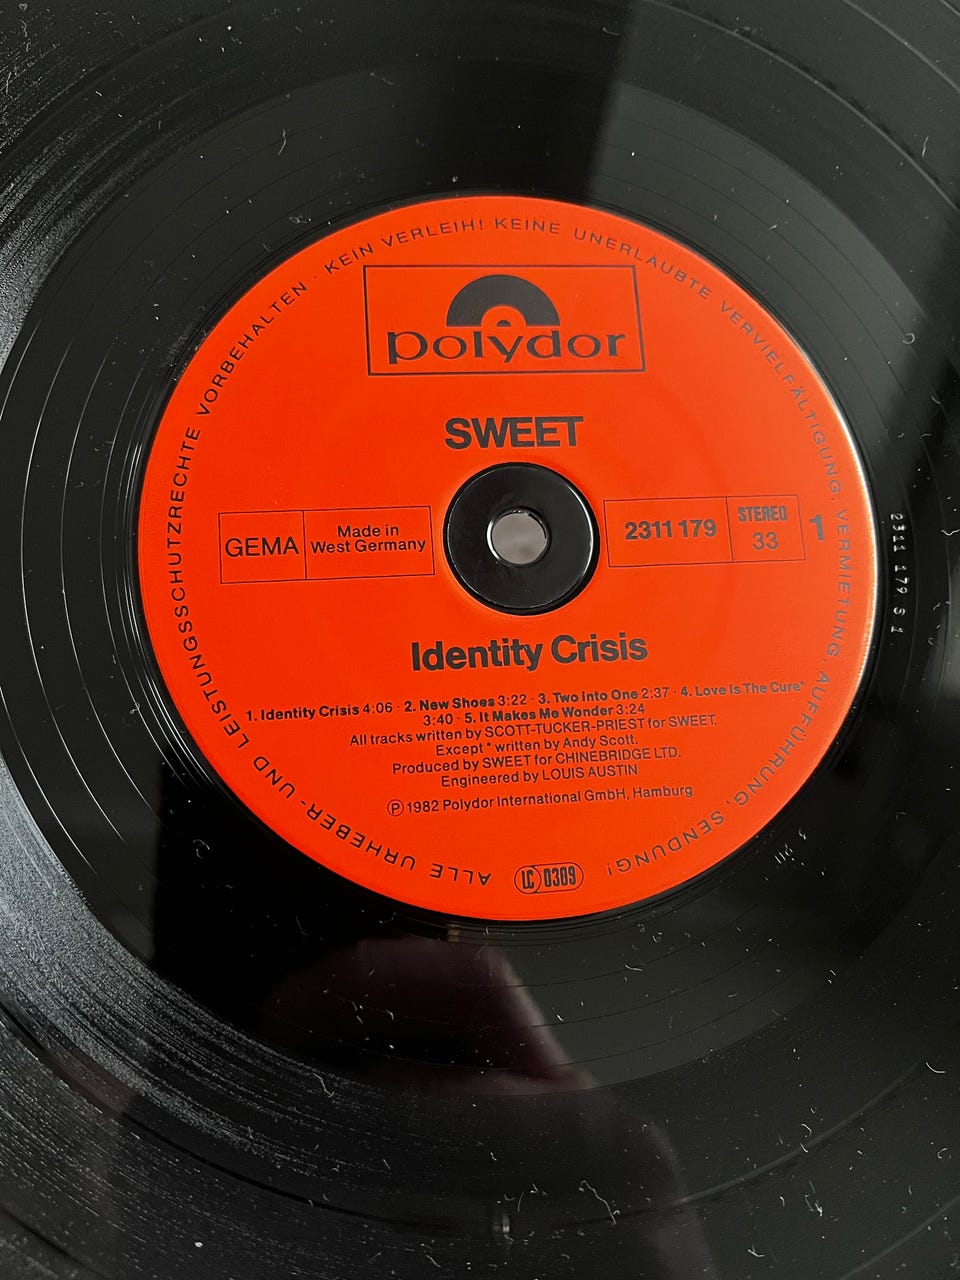 ALLE URHEBER- UND LEISTUNGSSCHUTZRECHTE VORBEHALTEN · KEIN VERLEIH! KEINE UNERLAUBTE VERVIELFÄLTIGUNG, VERMIETUNG, AUFFÜHRUNG, SENDUNG!
polydor
SWEET
GEMA
Made in
West Germany
2311 179
STEREO
33
1
Identity Crisis
1. Identity Crisis 4:06 · 2. New Shoes 3:22 · 3. Two Into One 2:37 · 4. Love Is The Cure*
3:40 · 5. It Makes Me Wonder 3:24
All tracks written by SCOTT-TUCKER-PRIEST for SWEET.
Except * written by Andy Scott.
Produced by SWEET for CHINEBRIDGE LTD.
Engineered by LOUIS AUSTIN
Ⓟ 1982 Polydor International GmbH, Hamburg
LC 0309
2311 179 S 1